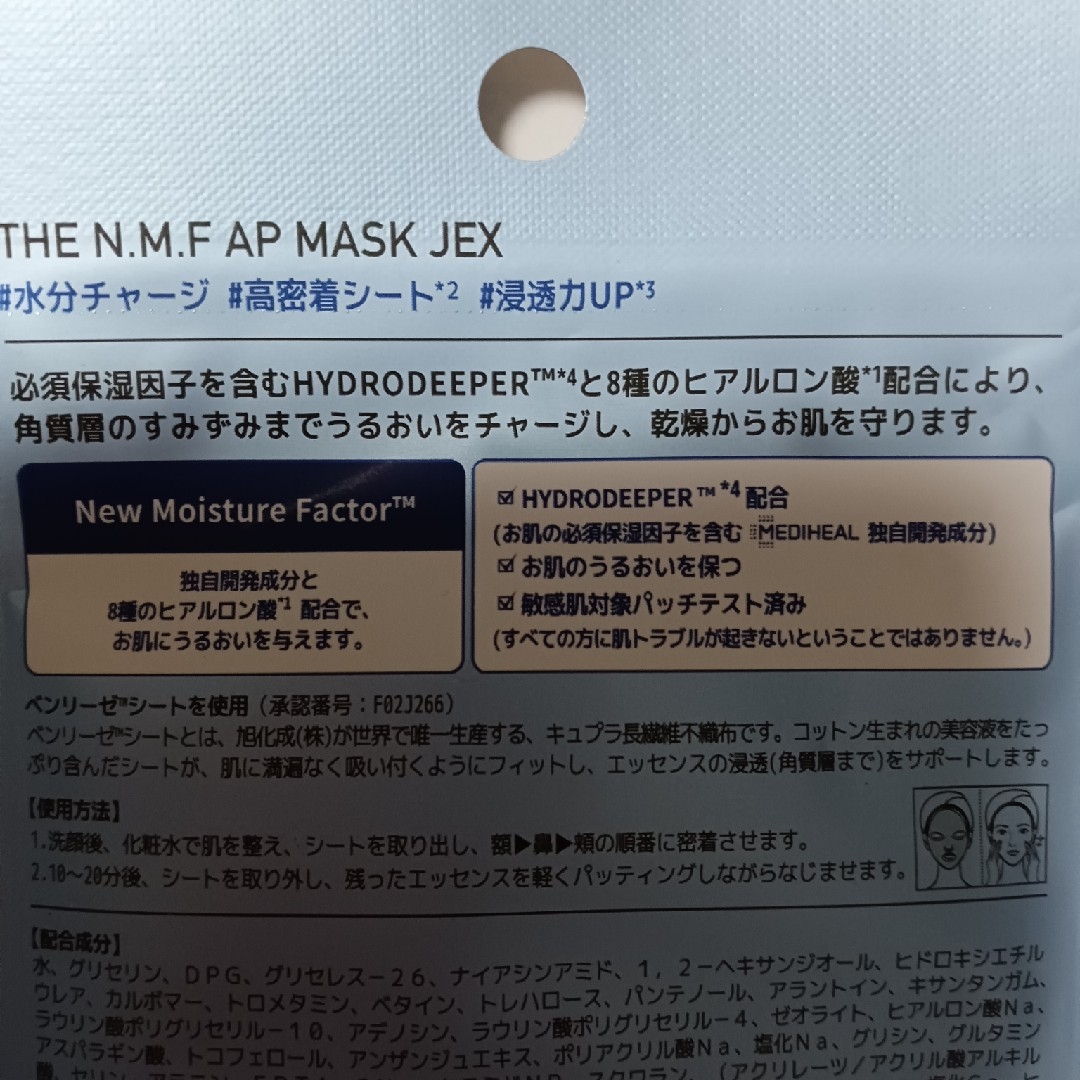 THE N.M.F AP MASK JEX
#水分チャージ #高密着シート*2 #浸透力UP*3
必須保湿因子を含むHYDRODEEPER™*4と8種のヒアルロン酸*1配合により、
角質層のすみずみまでうるおいをチャージし、乾燥からお肌を守ります。
New Moisture Factor™
独自開発成分と
8種のヒアルロン酸*1 配合で、
お肌にうるおいを与えます。
☑ HYDRODEEPER™*4 配合
(お肌の必須保湿因子を含む MEDIHEAL 独自開発成分)
☑ お肌のうるおいを保つ
☑ 敏感肌対象パッチテスト済み
(すべての方に肌トラブルが起きないということではありません。)
ベンリーゼ™シートを使用（承認番号：F02J266）
ベンリーゼ™シートとは、旭化成(株)が世界で唯一生産する、キュプラ長繊維不織布です。コットン生まれの美容液をたっ
ぷり含んだシートが、肌に満遍なく吸い付くようにフィットし、エッセンスの浸透(角質層まで)をサポートします。
【使用方法】
1.洗顔後、化粧水で肌を整え、シートを取り出し、額▶鼻▶頬の順番に密着させます。
2.10～20分後、シートを取り外し、残ったエッセンスを軽くパッティングしながらなじませます。
【配合成分】
水、グリセリン、DPG、グリセレス－26、ナイアシンアミド、1，2－ヘキサンジオール、ヒドロキシエチル
ウレア、カルボマー、トロメタミン、ベタイン、トレハロース、パンテノール、アラントイン、キサンタンガム、
ラウリン酸ポリグリセリル－10、アデノシン、ラウリン酸ポリグリセリル－4、ゼオライト、ヒアルロン酸Na、
アスパラギン酸、トコフェロール、アンザンジュエキス、ポリアクリル酸Na、塩化Na、グリシン、グルタミン
酸、セリン、スクロラン、（アクリレーツ/アクリル酸アルキル